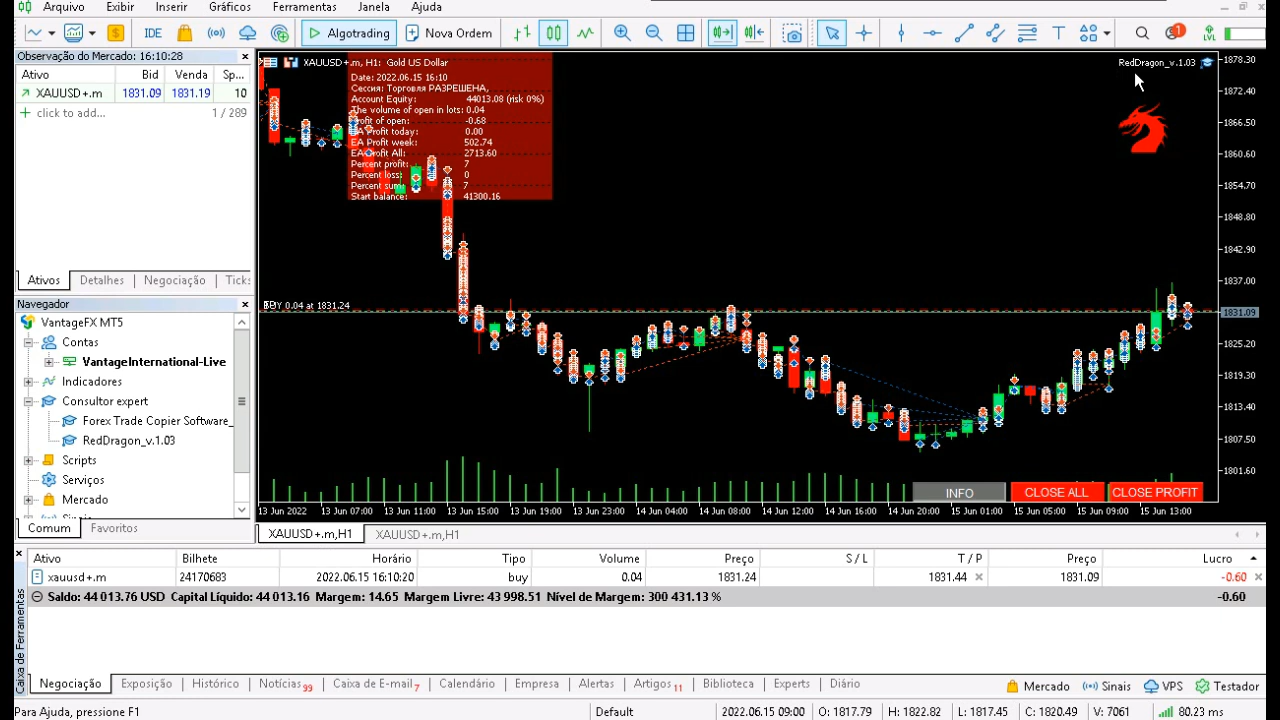 Arquivo Exibir Inserir Gráficos Ferramentas Janela Ajuda
IDE Algotrading Nova Ordem 1 LVL
Observação do Mercado: 16:10:28
Ativo Bid Venda Sp...
XAUUSD+.m 1831.09 1831.19 10
click to add... 1 / 289
Ativos Detalhes Negociação Ticks
Navegador
VantageFX MT5
Contas
VantageInternational-Live
Indicadores
Consultor expert
Forex Trade Copier Software_
RedDragon_v.1.03
Scripts
Serviços
Mercado
Comum Favoritos
XAUUSD+.m, H1: Gold US Dollar
Date: 2022.06.15 16:10
Сессия: Торговля РАЗРЕШЕНА,
Account Equity: 44013.08 (risk 0%)
The volume of open in lots: 0.04
Profit of open: -0.68
EA Profit today: 0.00
EA Profit week: 502.74
EA Profit All: 2713.60
Percent profit: 7
Percent loss: 0
Percent sum: 7
Start balance: 41300.16
RedDragon_v.1.03
BUY 0.04 at 1831.24
1878.30
1872.40
1866.50
1860.60
1854.70
1848.80
1842.90
1837.00
1831.09
1825.20
1819.30
1813.40
1807.50
1801.60
INFO CLOSE ALL CLOSE PROFIT
13 Jun 2022 13 Jun 07:00 13 Jun 11:00 13 Jun 15:00 13 Jun 19:00 13 Jun 23:00 14 Jun 04:00 14 Jun 08:00 14 Jun 12:00 14 Jun 16:00 14 Jun 20:00 15 Jun 01:00 15 Jun 05:00 15 Jun 09:00 15 Jun 13:00
XAUUSD+.m,H1 XAUUSD+.m,H1
Ativo Bilhete Horário Tipo Volume Preço S / L T / P Preço Lucro
xauusd+.m 24170683 2022.06.15 16:10:20 buy 0.04 1831.24 1831.44 1831.09 -0.60
Saldo: 44 013.76 USD Capital Líquido: 44 013.16 Margem: 14.65 Margem Livre: 43 998.51 Nível de Margem: 300 431.13 % -0.60
Caixa de Ferramentas
Negociação Exposição Histórico Notícias 99 Caixa de E-mail 7 Calendário Empresa Alertas Artigos 11 Biblioteca Experts Diário Mercado Sinais VPS Testador
Para Ajuda, pressione F1 Default 2022.06.15 09:00 O: 1817.79 H: 1822.82 L: 1817.45 C: 1820.49 V: 7061 80.23 ms